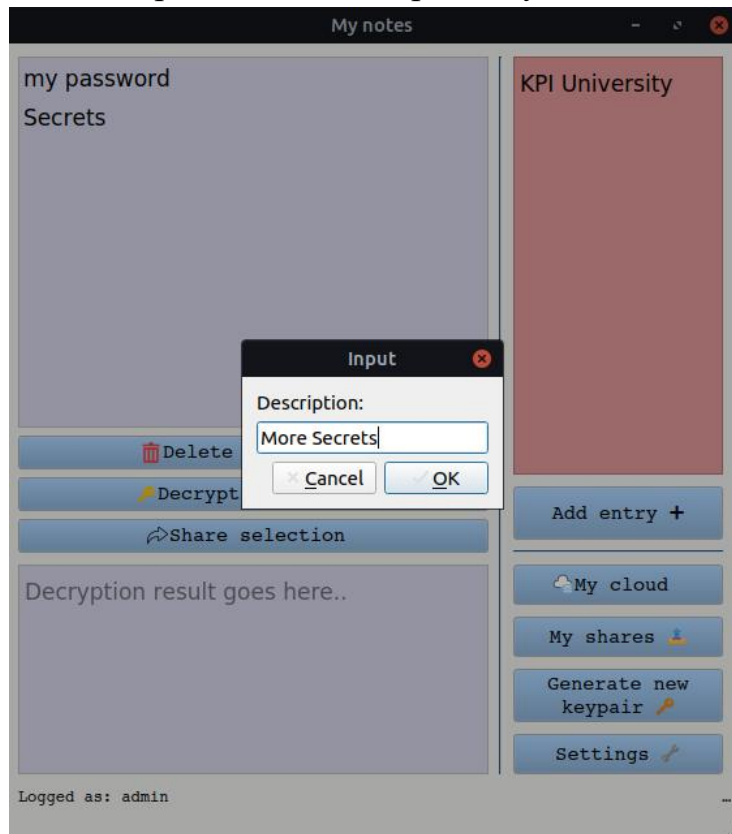 My notes
my password
Secrets
KPI University
Input
Description:
More Secrets
Cancel
OK
Delete
Decrypt
Share selection
Decryption result goes here..
Add entry +
My cloud
My shares
Generate new
keypair
Settings
Logged as: admin